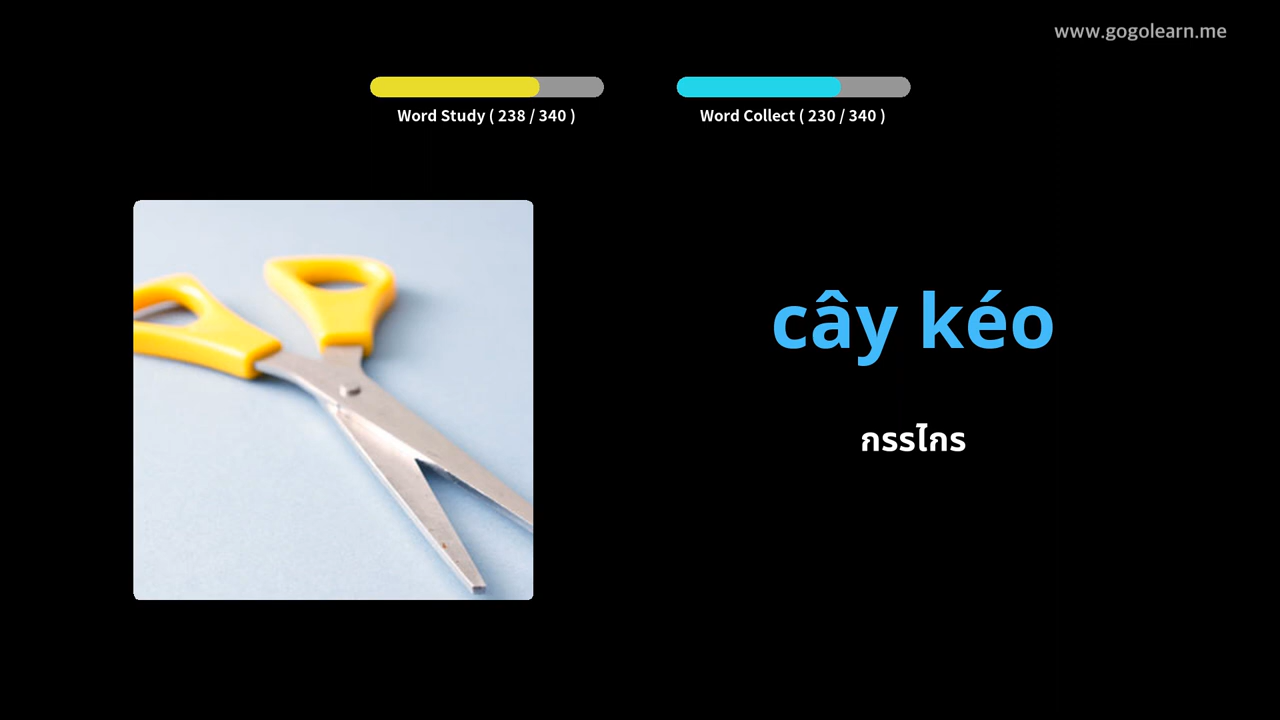 www.gogolearn.me
Word Study ( 238 / 340 )
Word Collect ( 230 / 340 )
cây kéo
กรรไกร